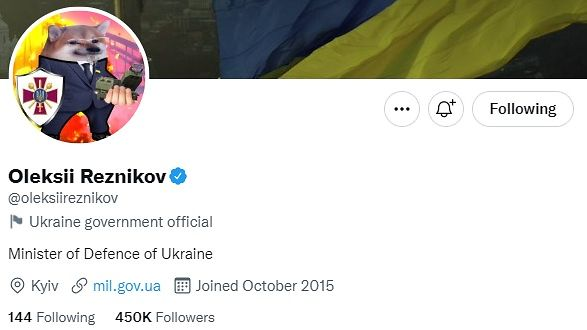 Following
Oleksii Reznikov
@oleksiireznikov
Ukraine government official
Minister of Defence of Ukraine
Kyiv mil.gov.ua Joined October 2015
144 Following 450K Followers